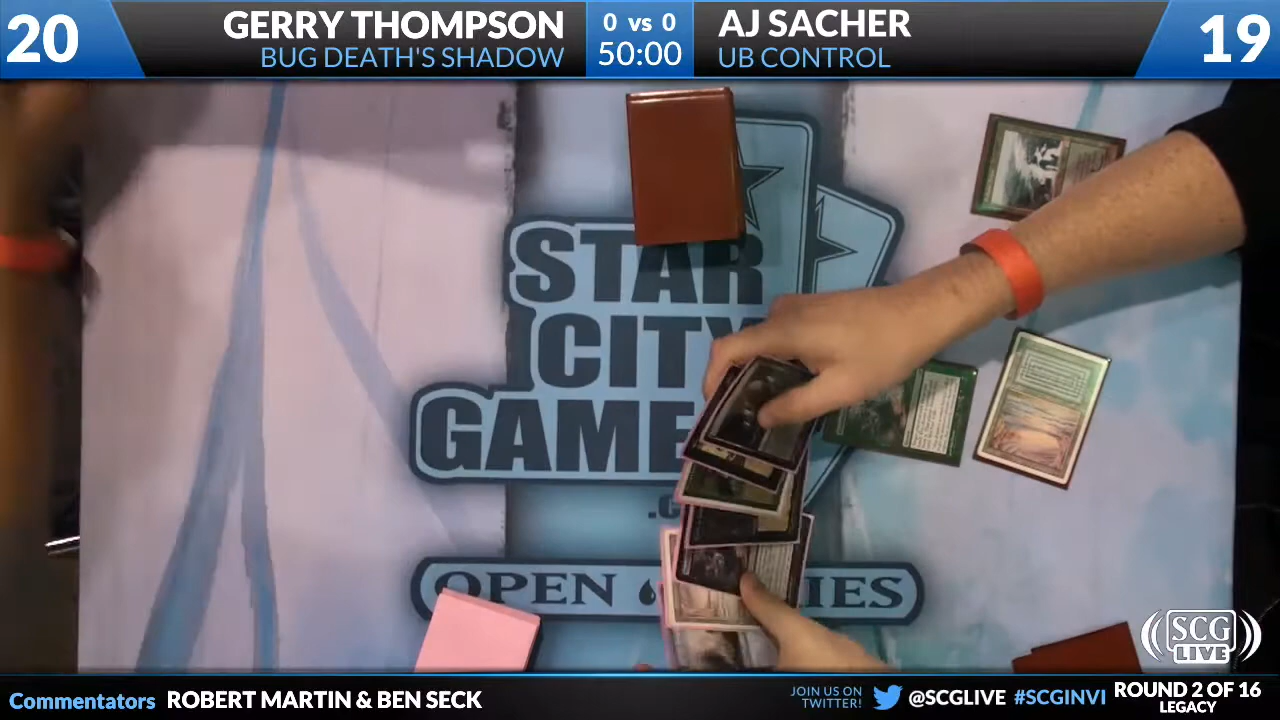 20
GERRY THOMPSON
BUG DEATH'S SHADOW
0 vs 0
50:00
AJ SACHER
UB CONTROL
19
STAR
CITY
GAME
OPEN
IES
SCG
LIVE
Commentators ROBERT MARTIN & BEN SECK
JOIN US ON
TWITTER!
@SCGLIVE #SCGINVI
ROUND 2 OF 16
LEGACY